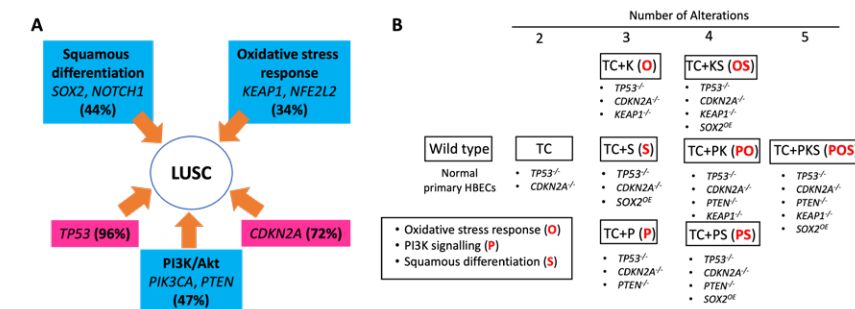 A
Squamous
differentiation
SOX2, NOTCH1
(44%)
Oxidative stress
response
KEAP1, NFE2L2
(34%)
LUSC
TP53 (96%)
CDKN2A (72%)
PI3K/Akt
PIK3CA, PTEN
(47%)
B
Number of Alterations
2
3
4
5
TC+K (O)
• TP53-/-
• CDKN2A-/-
• KEAP1-/-
TC+KS (OS)
• TP53-/-
• CDKN2A-/-
• KEAP1-/-
• SOX2OE
Wild type
Normal
primary HBECs
TC
• TP53-/-
• CDKN2A-/-
TC+S (S)
• TP53-/-
• CDKN2A-/-
• SOX2OE
TC+PK (PO)
• TP53-/-
• CDKN2A-/-
• PTEN-/-
• KEAP1-/-
TC+PKS (POS)
• TP53-/-
• CDKN2A-/-
• PTEN-/-
• KEAP1-/-
• SOX2OE
• Oxidative stress response (O)
• PI3K signalling (P)
• Squamous differentiation (S)
TC+P (P)
• TP53-/-
• CDKN2A-/-
• PTEN-/-
TC+PS (PS)
• TP53-/-
• CDKN2A-/-
• PTEN-/-
• SOX2OE